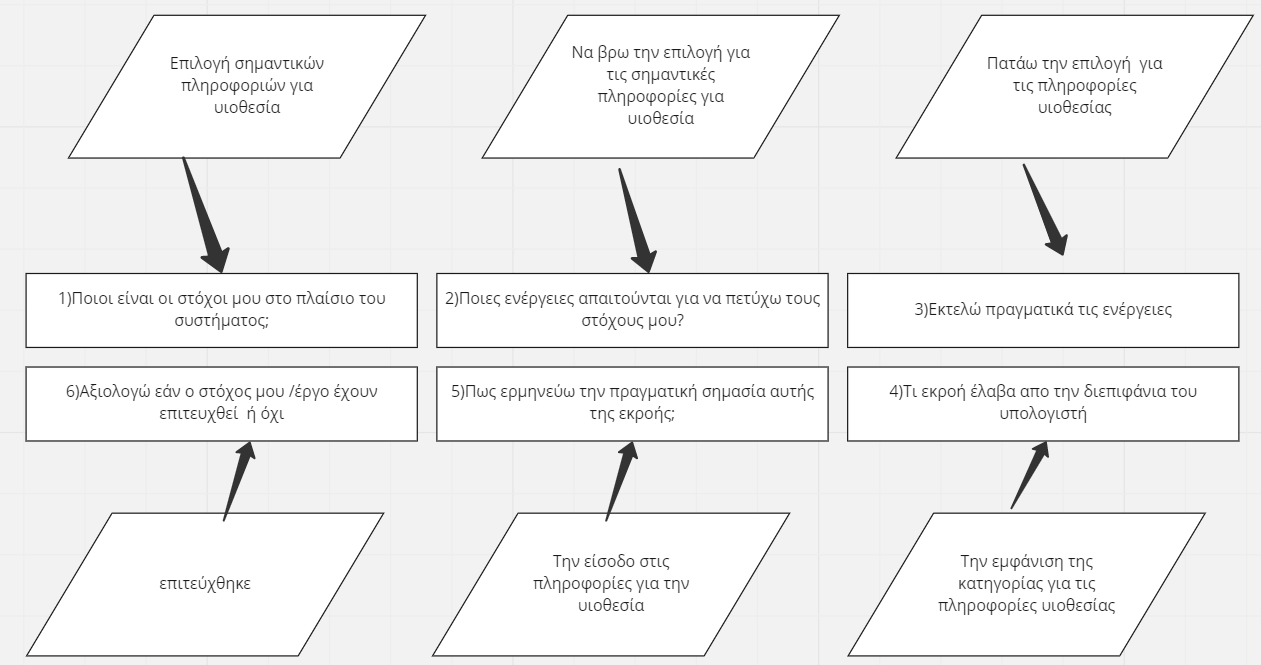 Επιλογή σημαντικών
πληροφοριών για
υιοθεσία
Να βρω την επιλογή για
τις σημαντικές
πληροφορίες για
υιοθεσία
Πατάω την επιλογή  για
τις πληροφορίες
υιοθεσίας
1)Ποιοι είναι οι στόχοι μου στο πλαίσιο του
συστήματος;
2)Ποιες ενέργειες απαιτούνται για να πετύχω τους
στόχους μου?
3)Εκτελώ πραγματικά τις ενέργειες
6)Αξιολογώ εάν ο στόχος μου /έργο έχουν
επιτευχθεί  ή όχι
5)Πως ερμηνεύω την πραγματική σημασία αυτής
της εκροής;
4)Τι εκροή έλαβα απο την διεπιφάνια του
υπολογιστή
επιτεύχθηκε
Την είσοδο στις
πληροφορίες για την
υιοθεσία
Την εμφάνιση της
κατηγορίας για τις
πληροφορίες υιοθεσίας